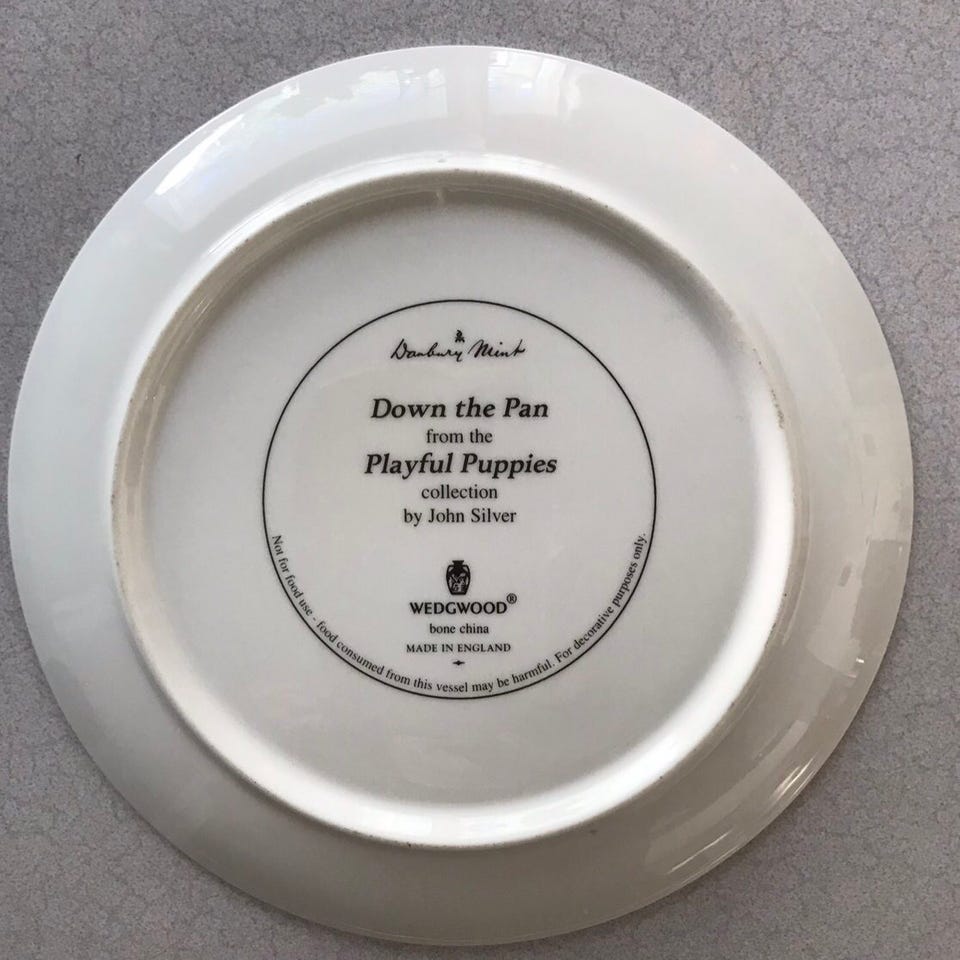 Danbury Mint
Down the Pan
from the
Playful Puppies
collection
by John Silver
WEDGWOOD®
bone china
MADE IN ENGLAND
Not for food use - food consumed from this vessel may be harmful. For decorative purposes only.